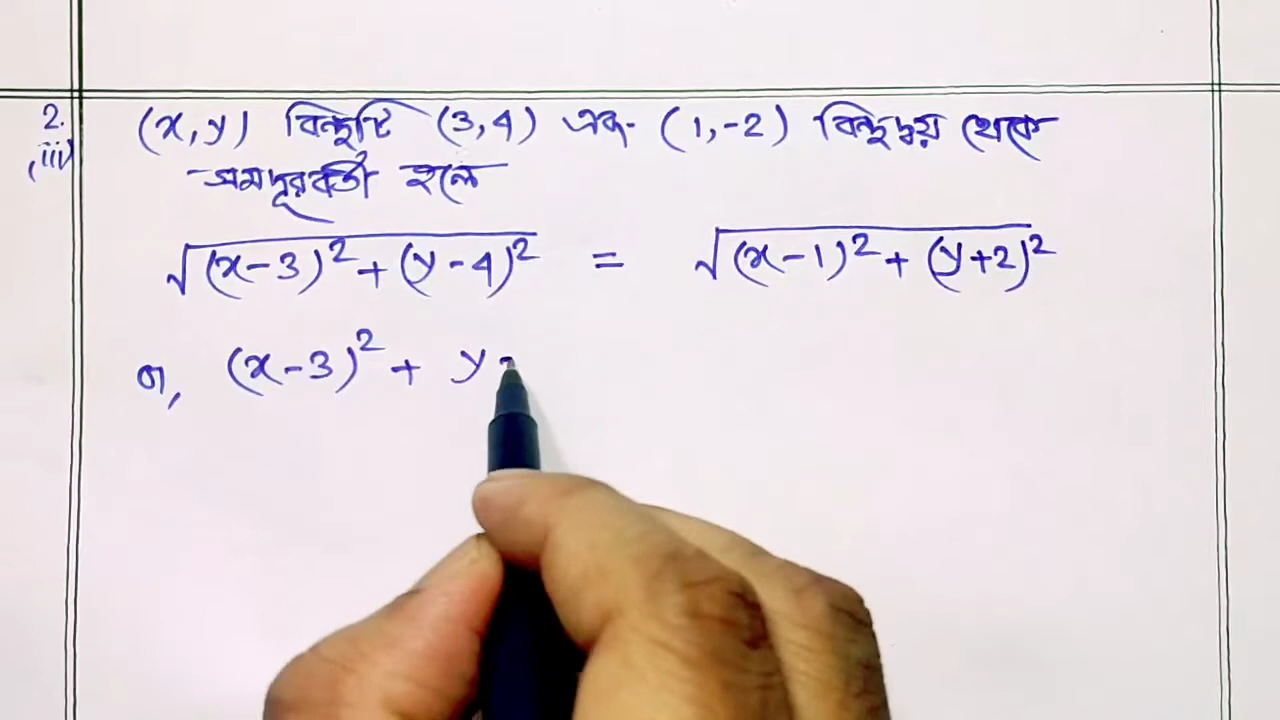 2. (x, y) বিন্দুটি (3, 4) এবং (1, -2) বিন্দুদ্বয় থেকে
(iii) সমদূরবর্তী হলে
√(x-3)² + (y-4)² = √(x-1)² + (y+2)²
বা, (x-3)² + y